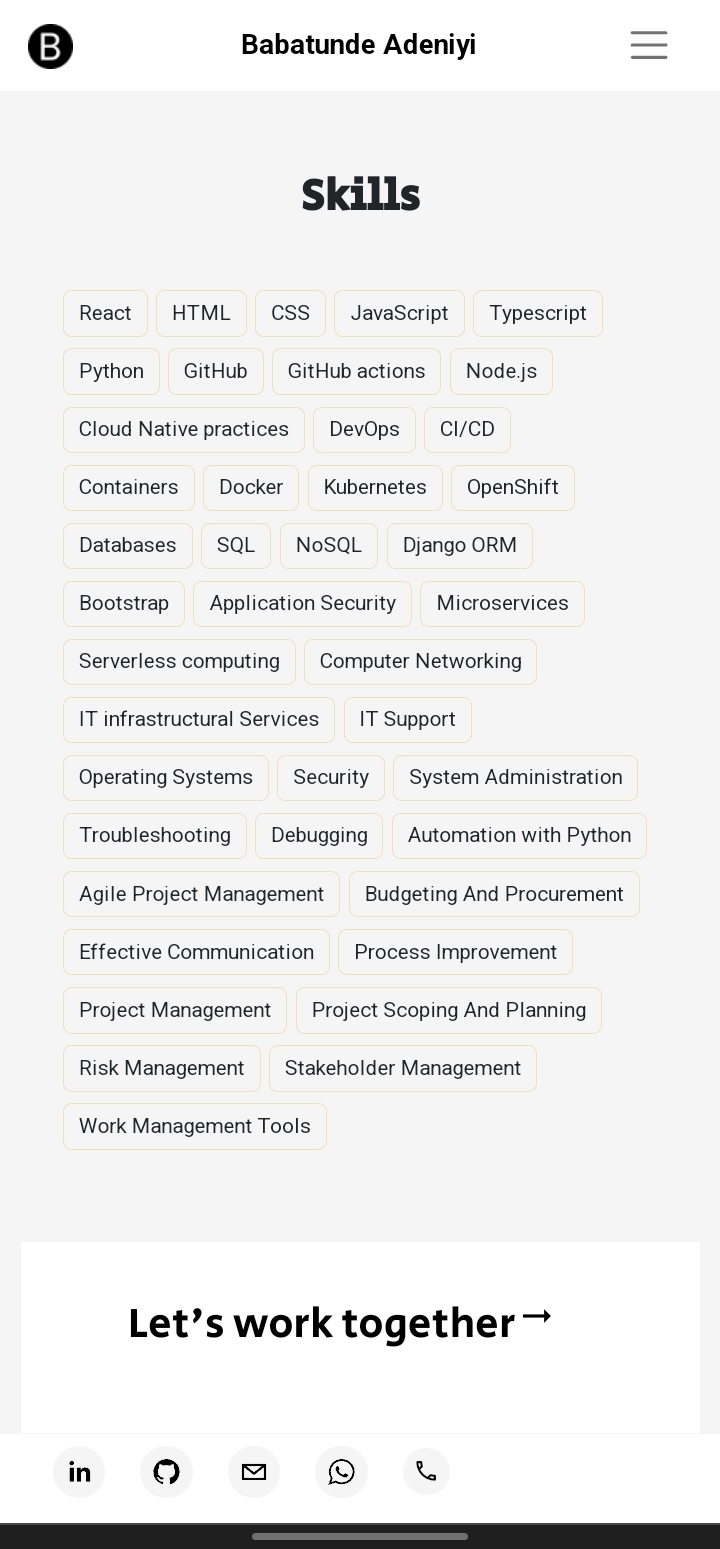 B Babatunde Adeniyi
Skills
React HTML CSS JavaScript Typescript
Python GitHub GitHub actions Node.js
Cloud Native practices DevOps CI/CD
Containers Docker Kubernetes OpenShift
Databases SQL NoSQL Django ORM
Bootstrap Application Security Microservices
Serverless computing Computer Networking
IT infrastructural Services IT Support
Operating Systems Security System Administration
Troubleshooting Debugging Automation with Python
Agile Project Management Budgeting And Procurement
Effective Communication Process Improvement
Project Management Project Scoping And Planning
Risk Management Stakeholder Management
Work Management Tools
Let’s work together→
in